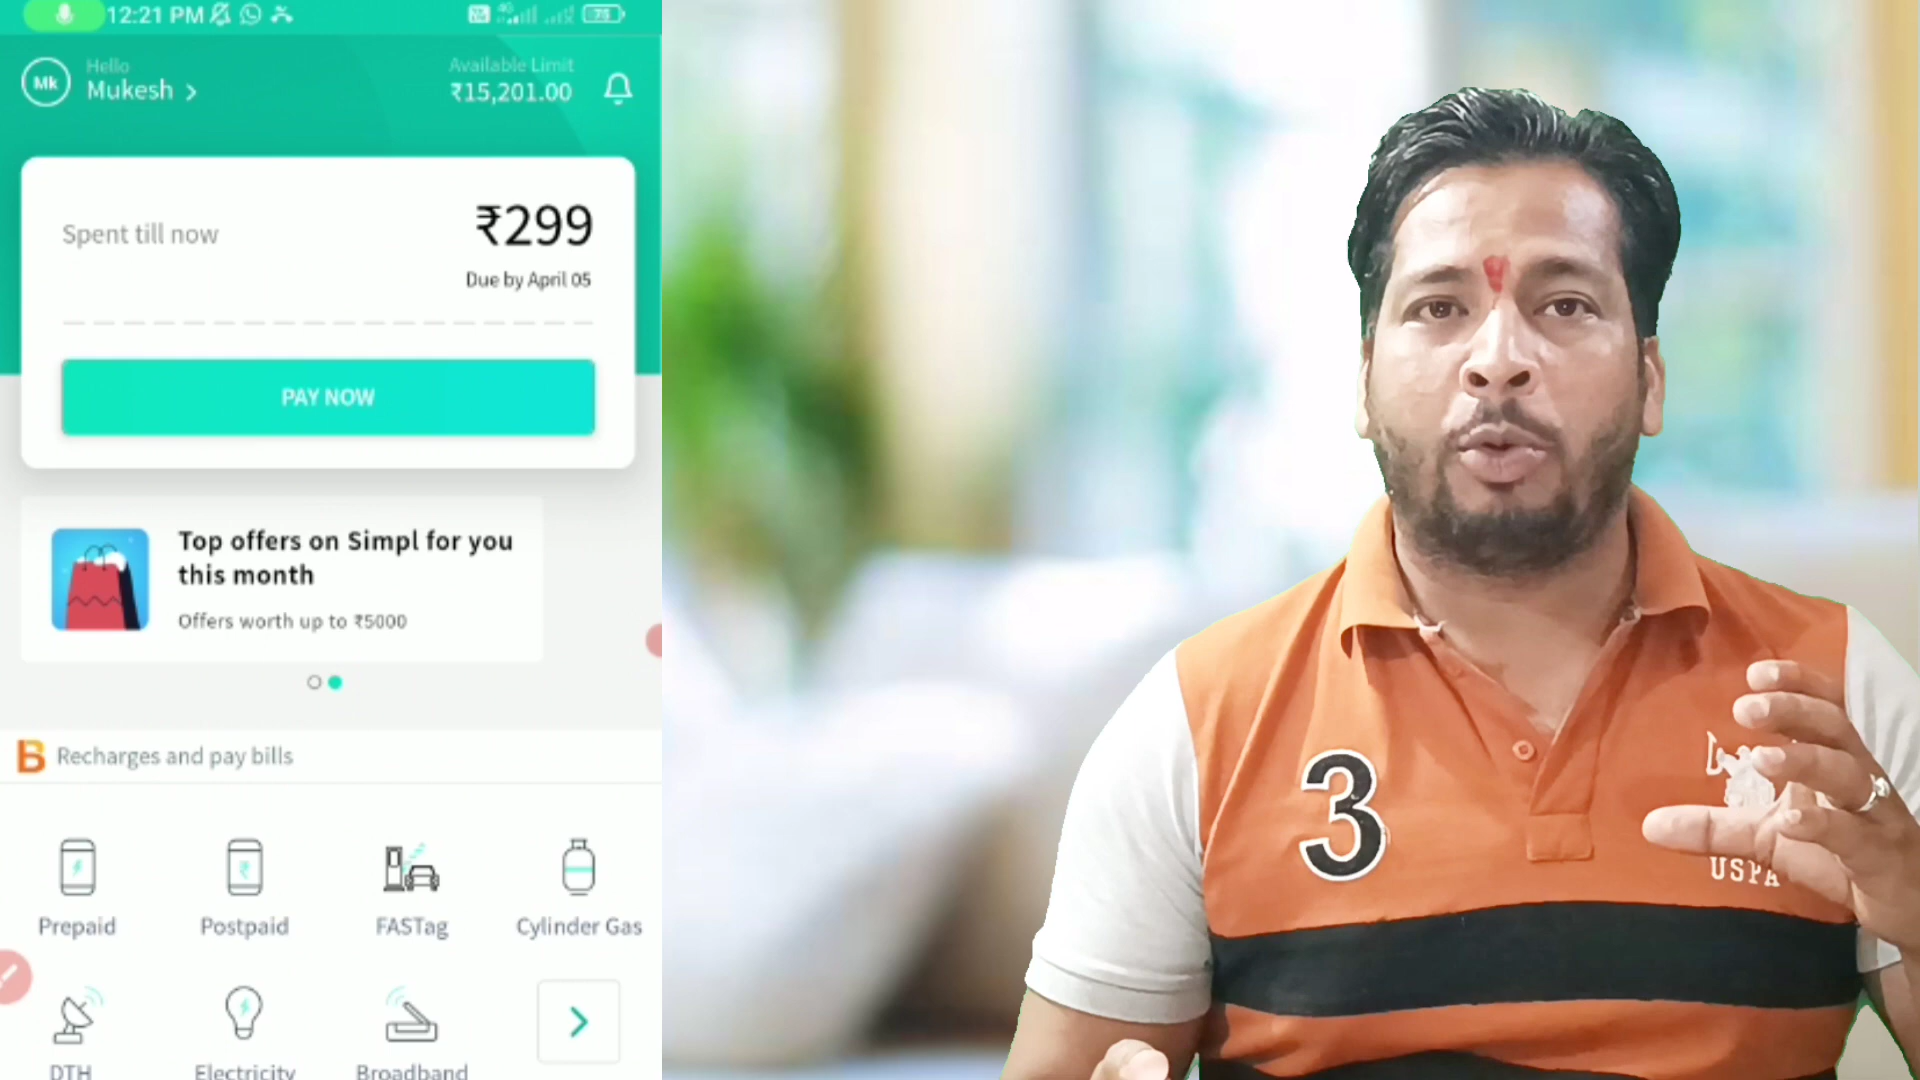 12:21 PM
4G
75
Mk
Hello
Mukesh
Available Limit
₹15,201.00
Spent till now
₹299
Due by April 05
PAY NOW
Top offers on Simpl for you
this month
Offers worth up to ₹5000
Recharges and pay bills
Prepaid
Postpaid
FASTag
Cylinder Gas
DTH
Electricity
Broadband
3
USPA